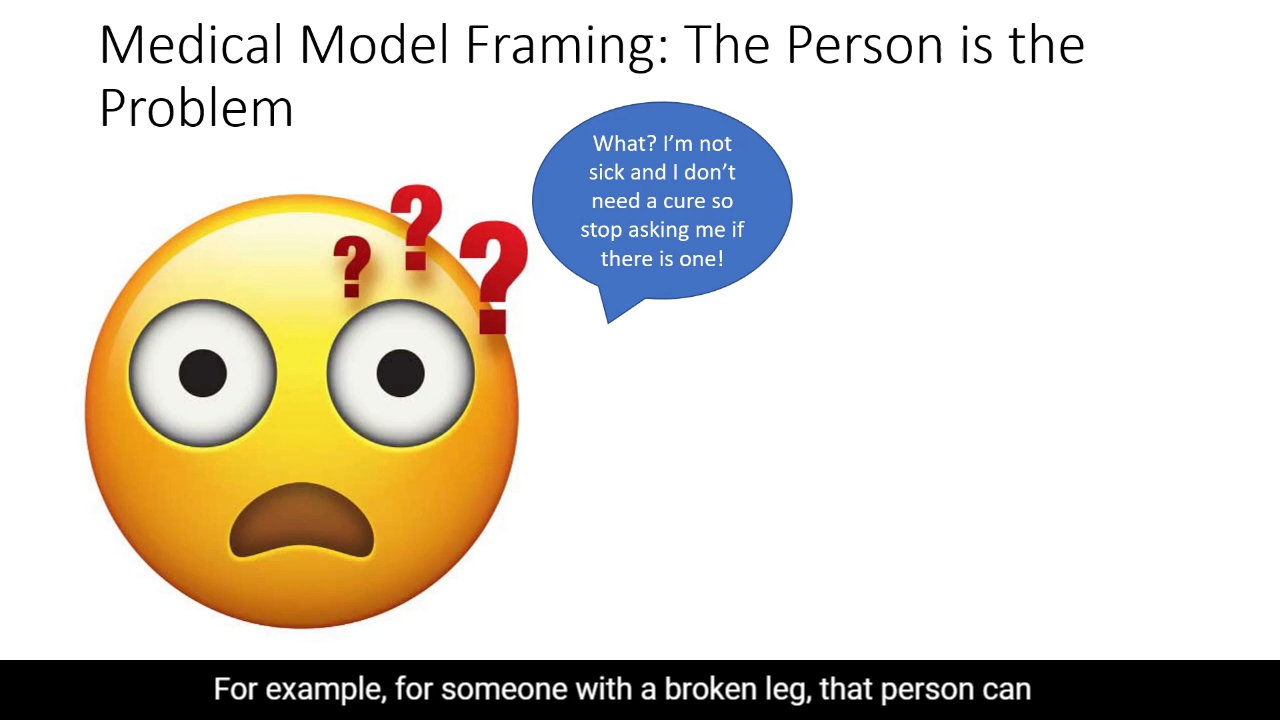 Medical Model Framing: The Person is the
Problem
What? I'm not
sick and I don't
need a cure so
stop asking me if
there is one!
? ? ?
For example, for someone with a broken leg, that person can